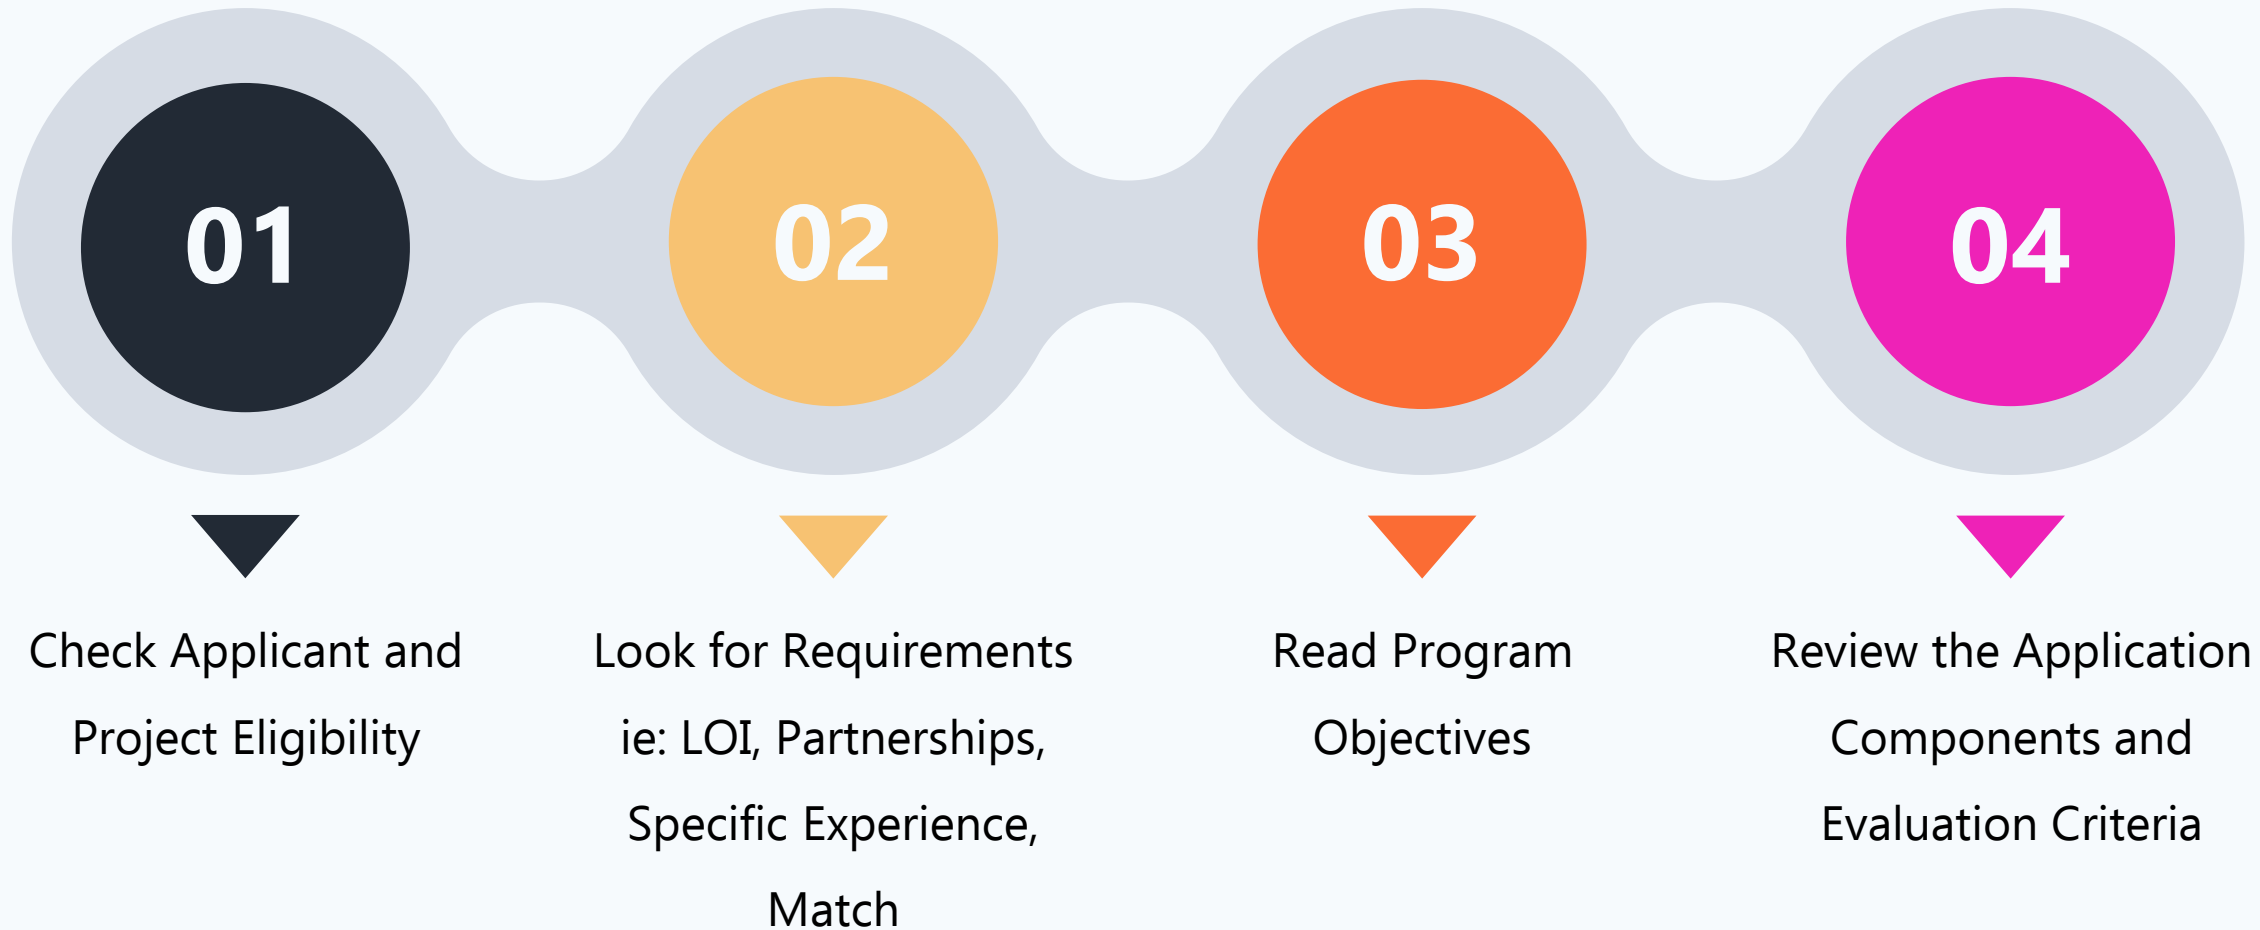 01
Check Applicant and
Project Eligibility
02
Look for Requirements
ie: LOI, Partnerships,
Specific Experience,
Match
03
Read Program
Objectives
04
Review the Application
Components and
Evaluation Criteria